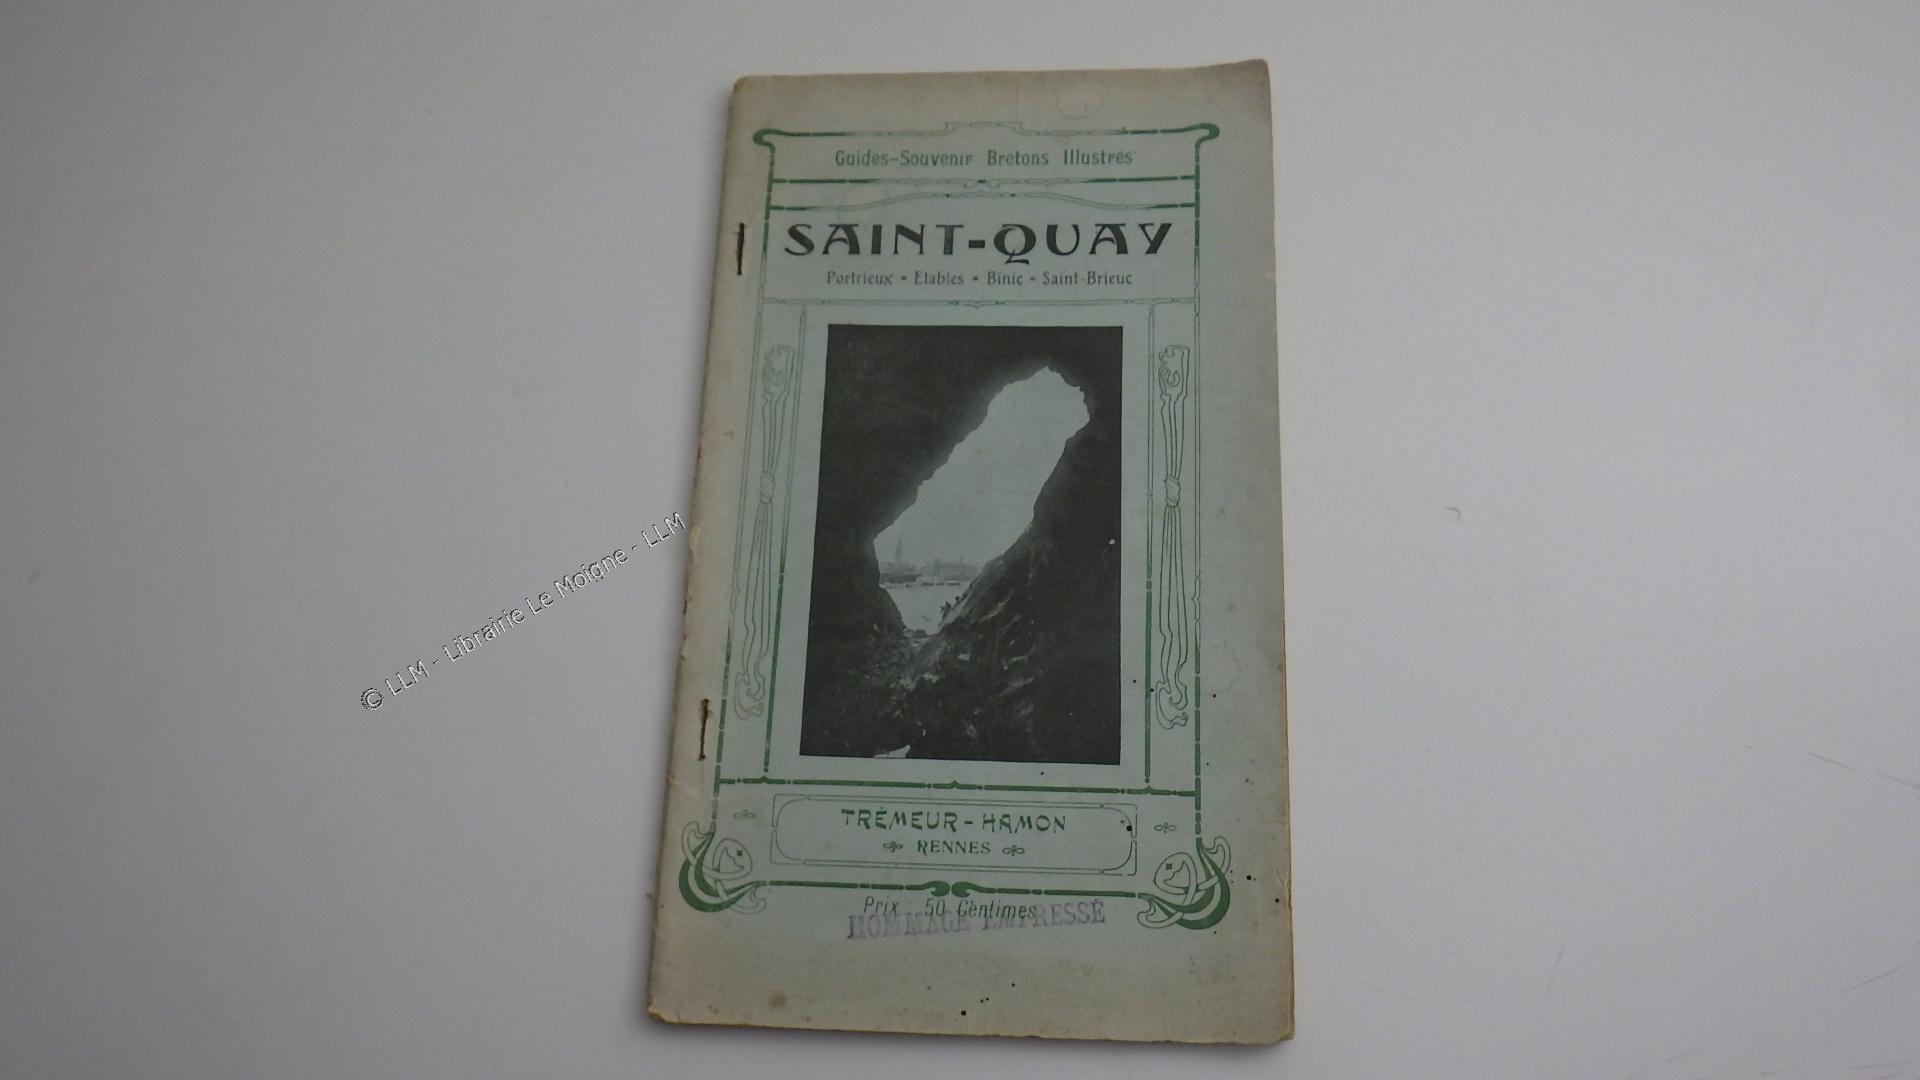 Guides-Souvenir Bretons Illustrés
SAINT-QUAY
Portrieux - Etables - Binic - Saint-Brieuc
TRÉMEUR-HAMON
RENNES
Prix : 50 Centimes
HOMMAGE EMPRESSÉ
© LLM - Librairie Le Moigne - LLM